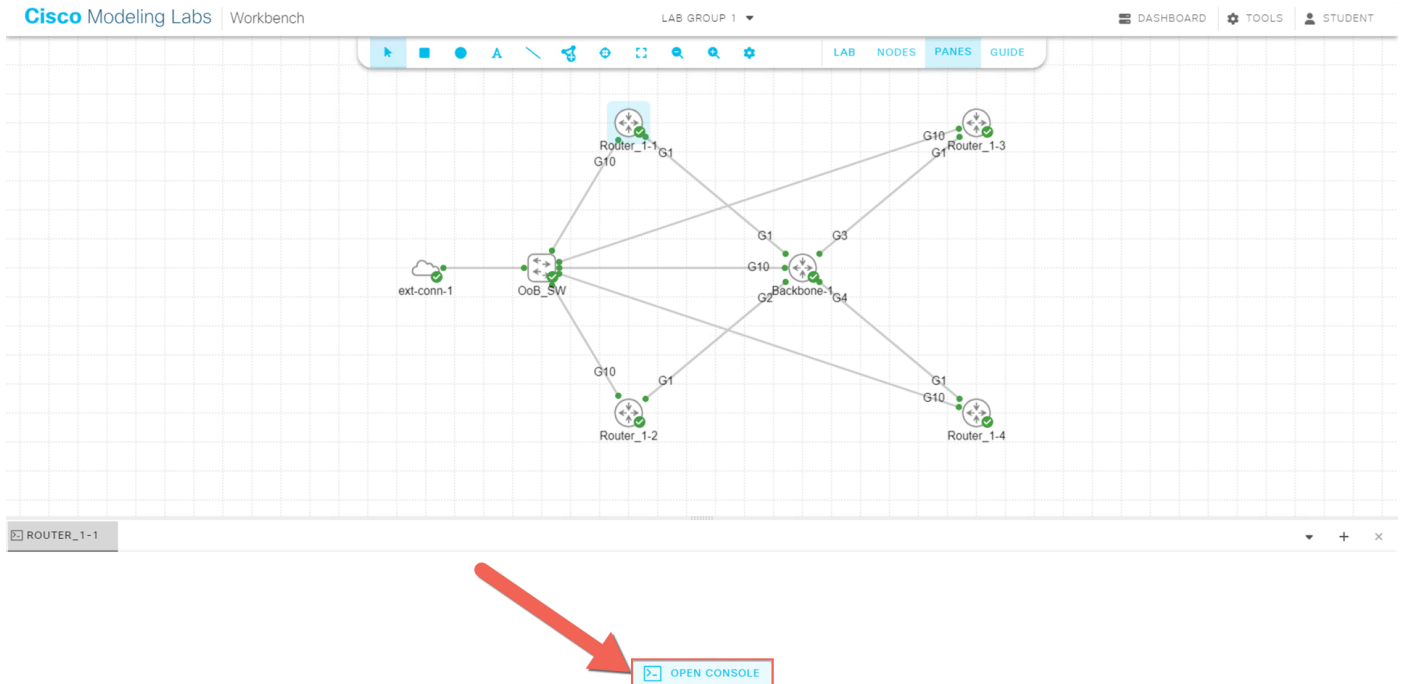 Cisco Modeling Labs Workbench LAB GROUP 1 DASHBOARD TOOLS STUDENT
A LAB NODES PANES GUIDE
Router_1-1 G1
G10
G10 Router_1-3
G1
G1 G3
ext-conn-1 OoB_SW G10 Backbone-1
G2 G4
G10 G1 G1
G10
Router_1-2 Router_1-4
ROUTER_1-1
OPEN CONSOLE